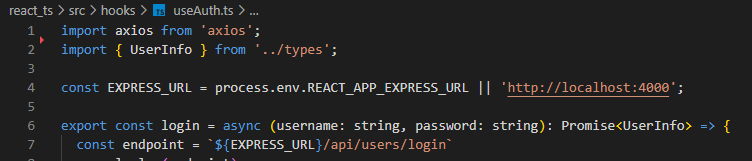 react_ts > src > hooks > TS useAuth.ts > ...
1 import axios from 'axios';
2 import { UserInfo } from '../types';
3
4 const EXPRESS_URL = process.env.REACT_APP_EXPRESS_URL || 'http://localhost:4000';
5
6 export const login = async (username: string, password: string): Promise<UserInfo> => {
7 const endpoint = `${EXPRESS_URL}/api/users/login`